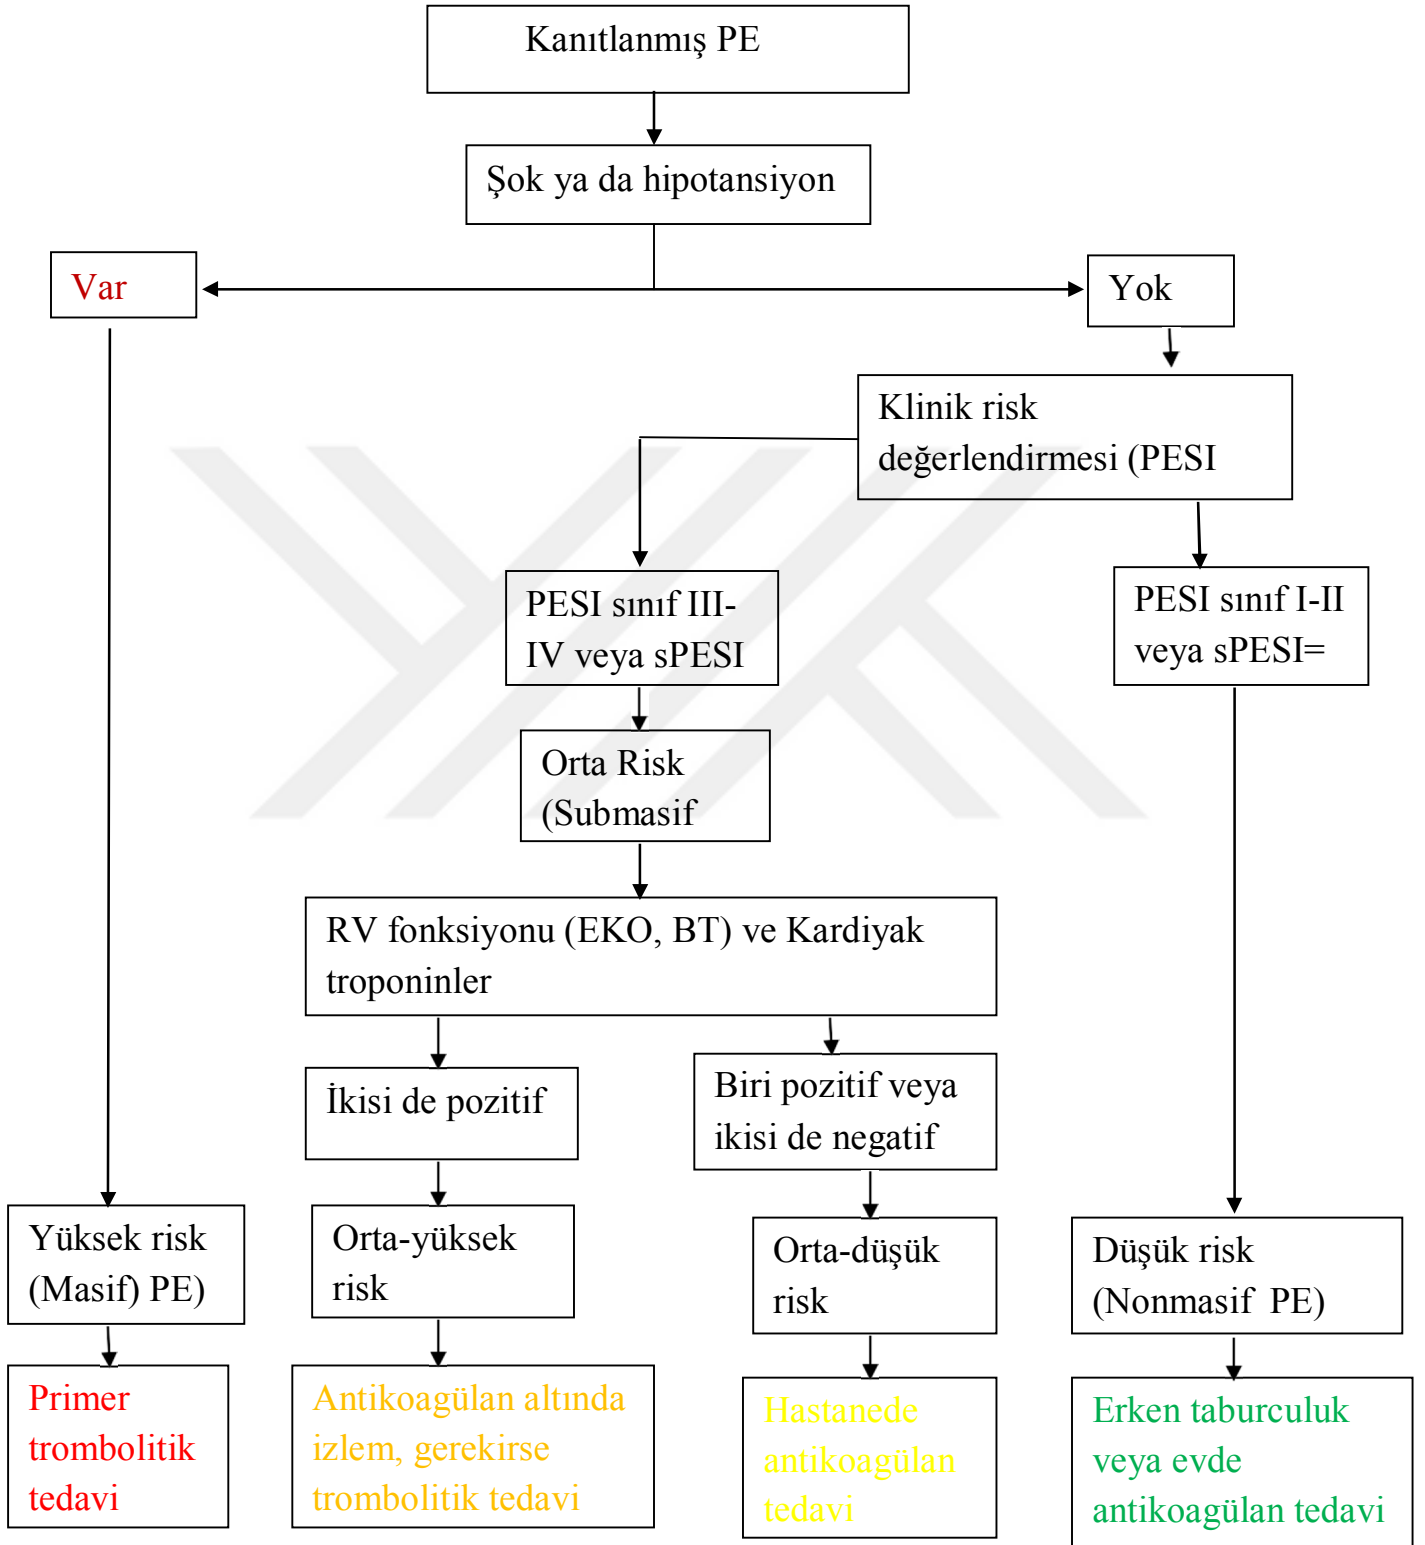 Kanıtlanmış PE
Şok ya da hipotansiyon
Var
Yok
Klinik risk
değerlendirmesi (PESI
PESI sınıf III-
IV veya sPESI
PESI sınıf I-II
veya sPESI=
Orta Risk
(Submasif
RV fonksiyonu (EKO, BT) ve Kardiyak
troponinler
İkisi de pozitif
Biri pozitif veya
ikisi de negatif
Yüksek risk
(Masif) PE)
Orta-yüksek
risk
Orta-düşük
risk
Düşük risk
(Nonmasif  PE)
Primer
trombolitik
tedavi
Antikoagülan altında
izlem, gerekirse
trombolitik tedavi
Hastanede
antikoagülan
tedavi
Erken taburculuk
veya evde
antikoagülan tedavi